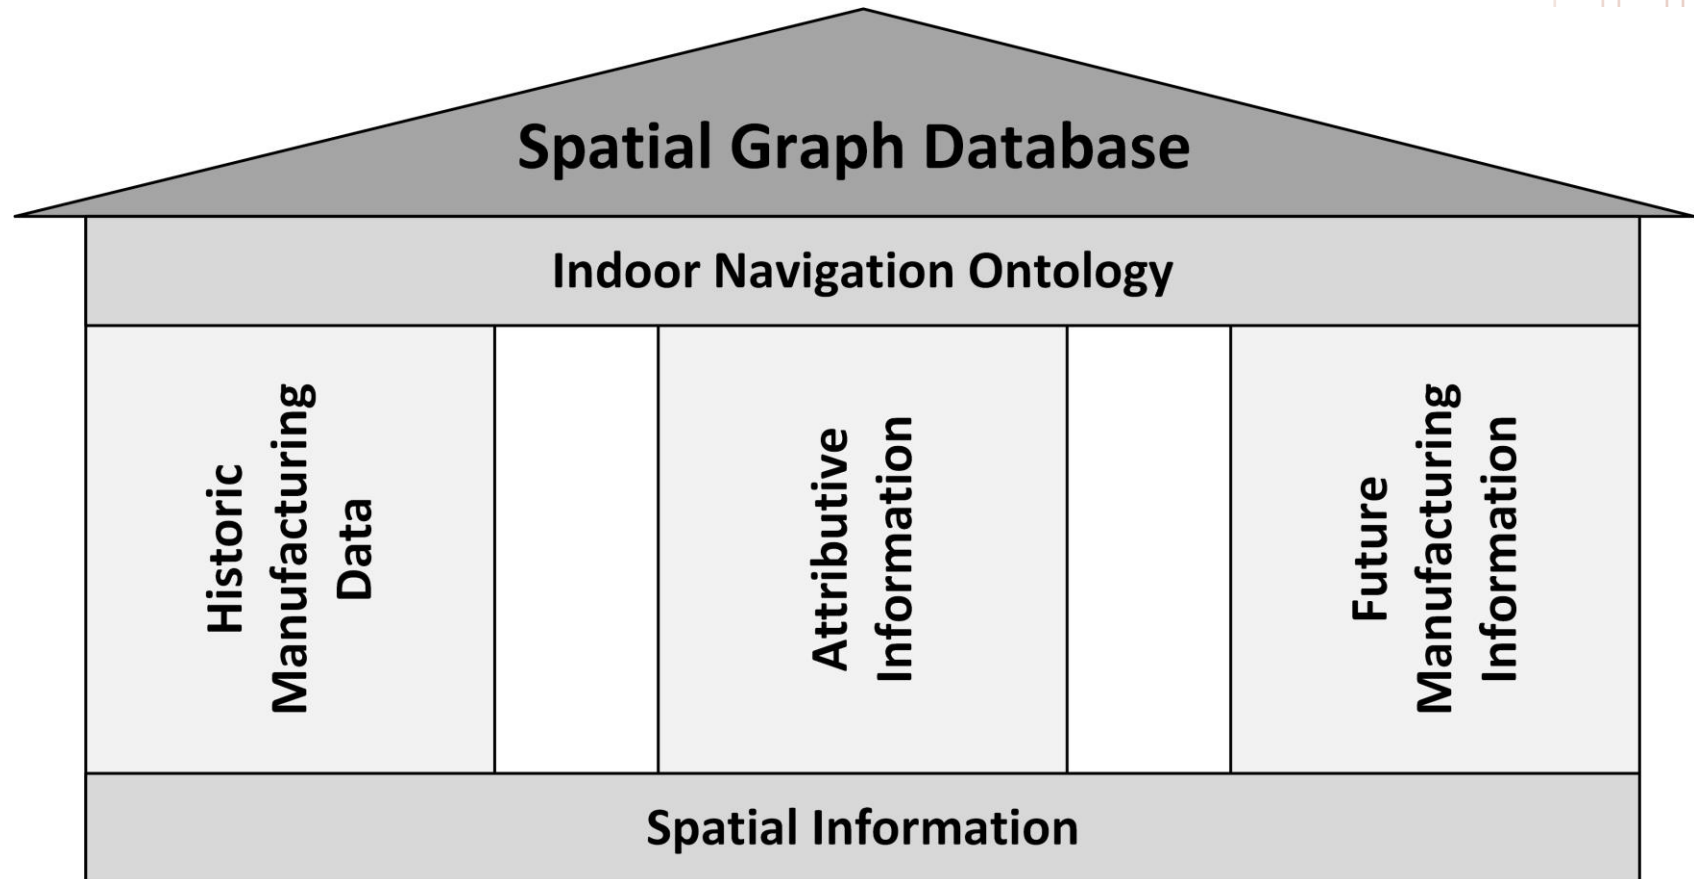 Spatial Graph Database
Indoor Navigation Ontology
Historic
Manufacturing
Data
Attributive
Information
Future
Manufacturing
Information
Spatial Information